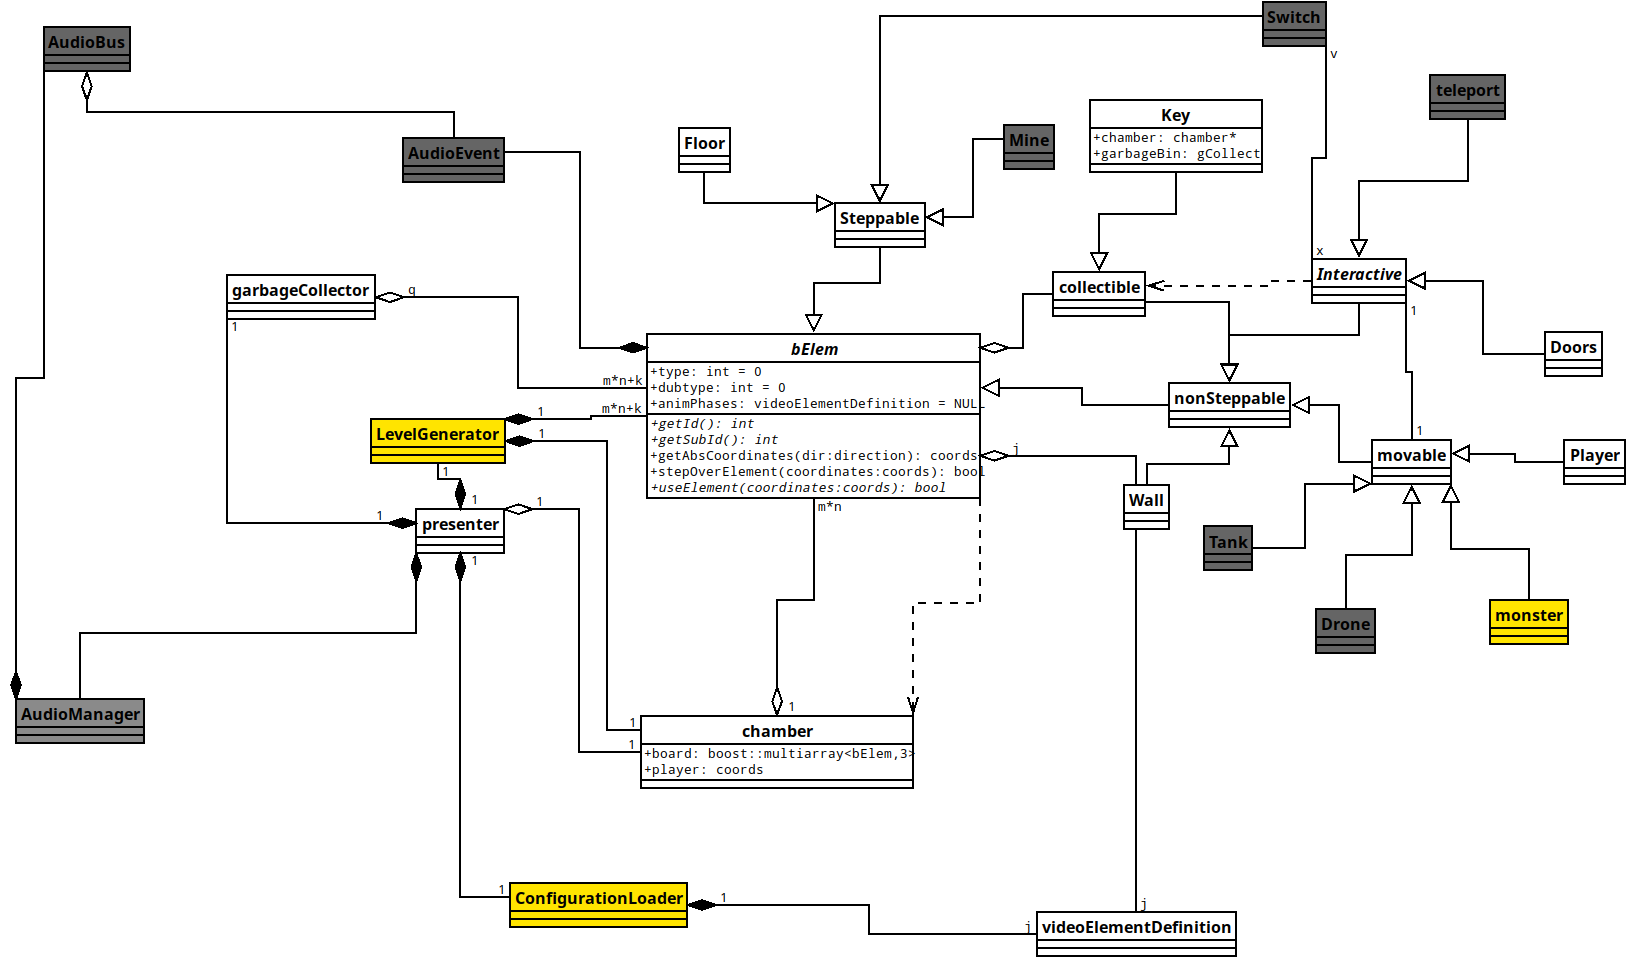 Switch
AudioBus
v
teleport
Key
+chamber: chamber*
+garbageBin: gCollect
Floor
Mine
AudioEvent
Steppable
x
Interactive
collectible
garbageCollector
q
1
1
Doors
bElem
+type: int = 0
+dubtype: int = 0
+animPhases: videoElementDefinition = NULL
m*n+k
m*n+k
nonSteppable
1
LevelGenerator
1
1
+getId(): int
+getSubId(): int
+getAbsCoordinates(dir:direction): coords
+stepOverElement(coordinates:coords): bool
+useElement(coordinates:coords): bool
j
1
movable
Player
1
1
1
1
presenter
m*n
Wall
Tank
1
monster
Drone
AudioManager
1
1
1
chamber
+board: boost::multiarray<bElem,3>
+player: coords
1
ConfigurationLoader
1
j
j
videoElementDefinition